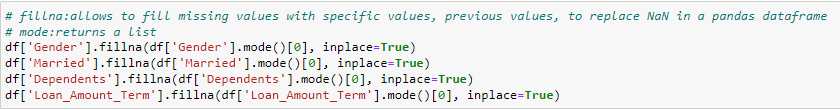 # fillna:allows to fill missing values with specific values, previous values, to replace NaN in a pandas dataframe
# mode:returns a list
df['Gender'].fillna(df['Gender'].mode()[0], inplace=True)
df['Married'].fillna(df['Married'].mode()[0], inplace=True)
df['Dependents'].fillna(df['Dependents'].mode()[0], inplace=True)
df['Loan_Amount_Term'].fillna(df['Loan_Amount_Term'].mode()[0], inplace=True)